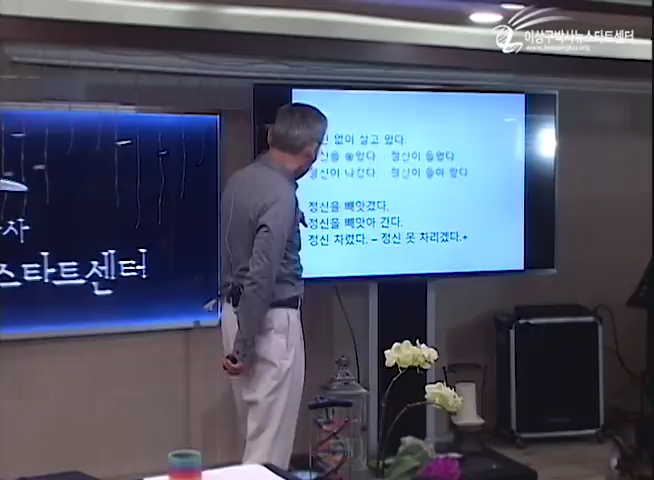 이상구박사뉴스타트센터
없이 살고 있다
정신을 놓았다 · 정신이 들었다
정신이 나갔다 · 정신이 돌아 왔다
정신을 빼앗겼다.
정신을 빼앗아 간다.
정신 차렸다. – 정신 못 차리겠다.+
스타트센터